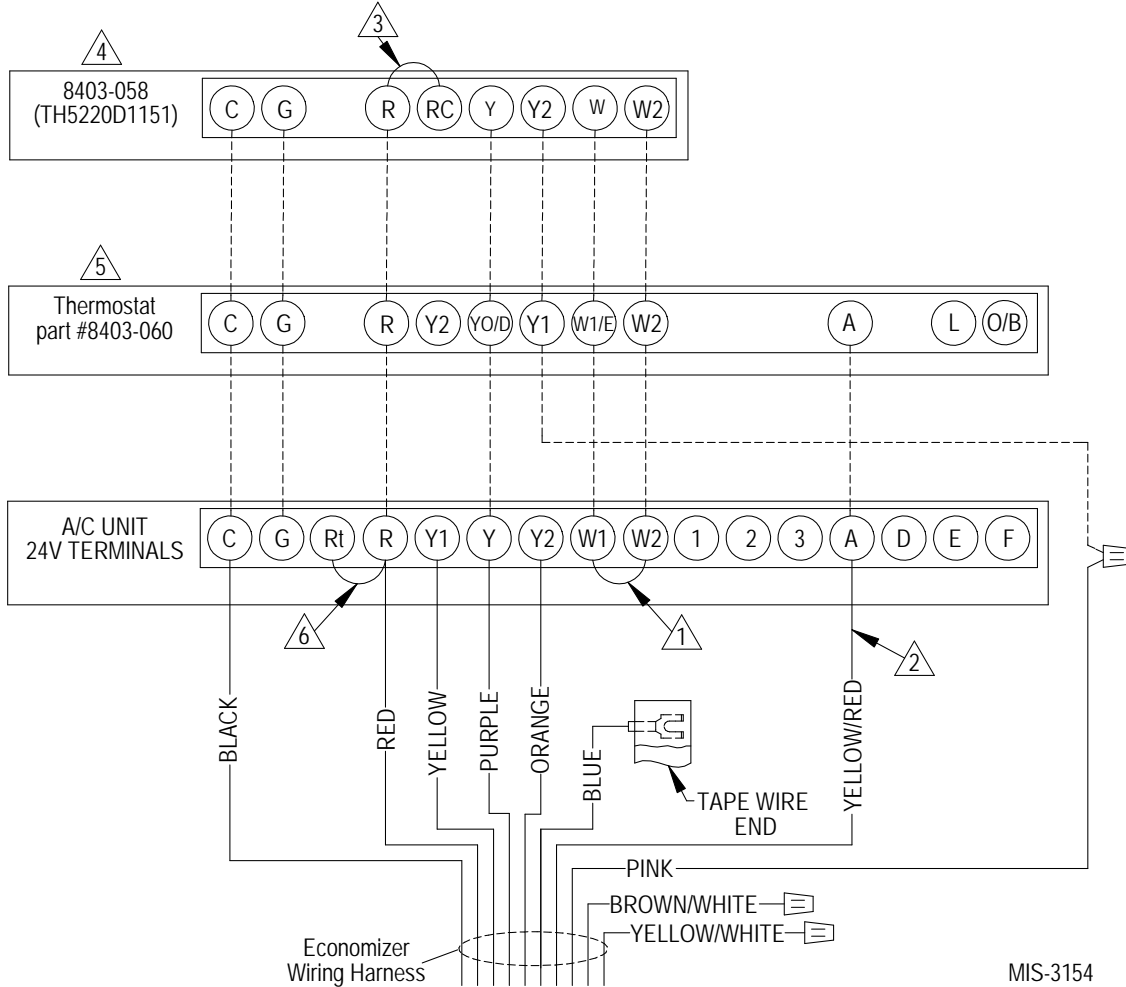 3
4
8403-058
(TH5220D1151)
C G R RC Y Y2 W W2
5
Thermostat
part #8403-060
C G R Y2 YO/D Y1 W1/E W2 A L O/B
A/C UNIT
24V TERMINALS
C G Rt R Y1 Y Y2 W1 W2 1 2 3 A D E F
6
1
2
BLACK
RED
YELLOW
PURPLE
ORANGE
BLUE
YELLOW/RED
TAPE WIRE
END
PINK
BROWN/WHITE
YELLOW/WHITE
Economizer
Wiring Harness
MIS-3154